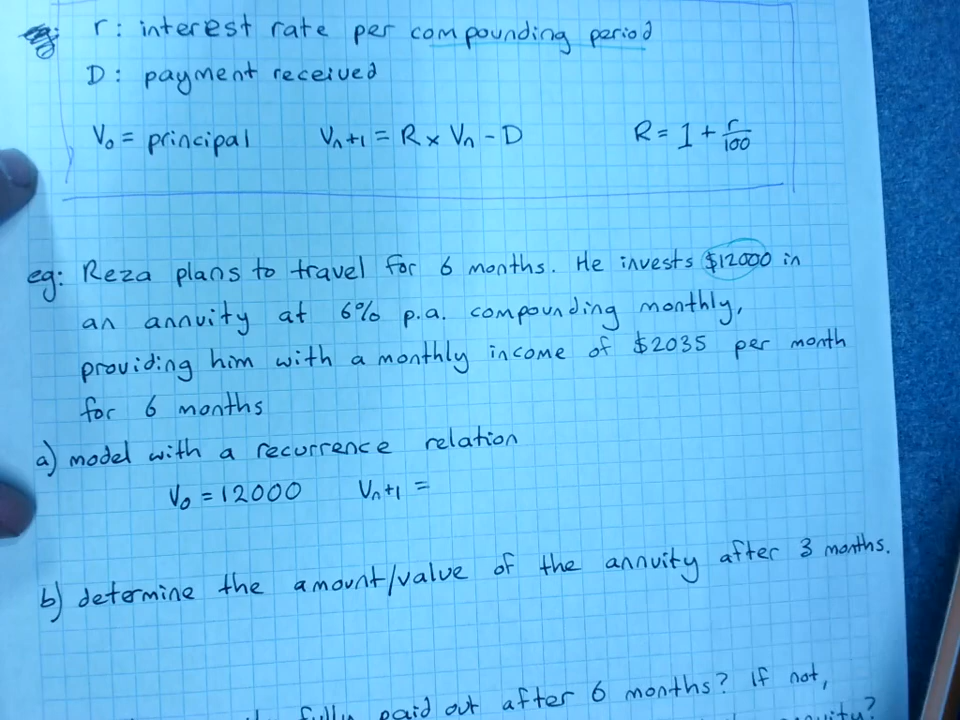 r: interest rate per compounding period
D: payment received
V₀ = principal Vₙ₊₁ = R × Vₙ - D R = 1 + r/100
eg: Reza plans to travel for 6 months. He invests $12000 in
an annuity at 6% p.a. compounding monthly,
providing him with a monthly income of $2035 per month
for 6 months
a) model with a recurrence relation
V₀ = 12000 Vₙ₊₁ =
b) determine the amount/value of the annuity after 3 months.
fully paid out after 6 months? If not,